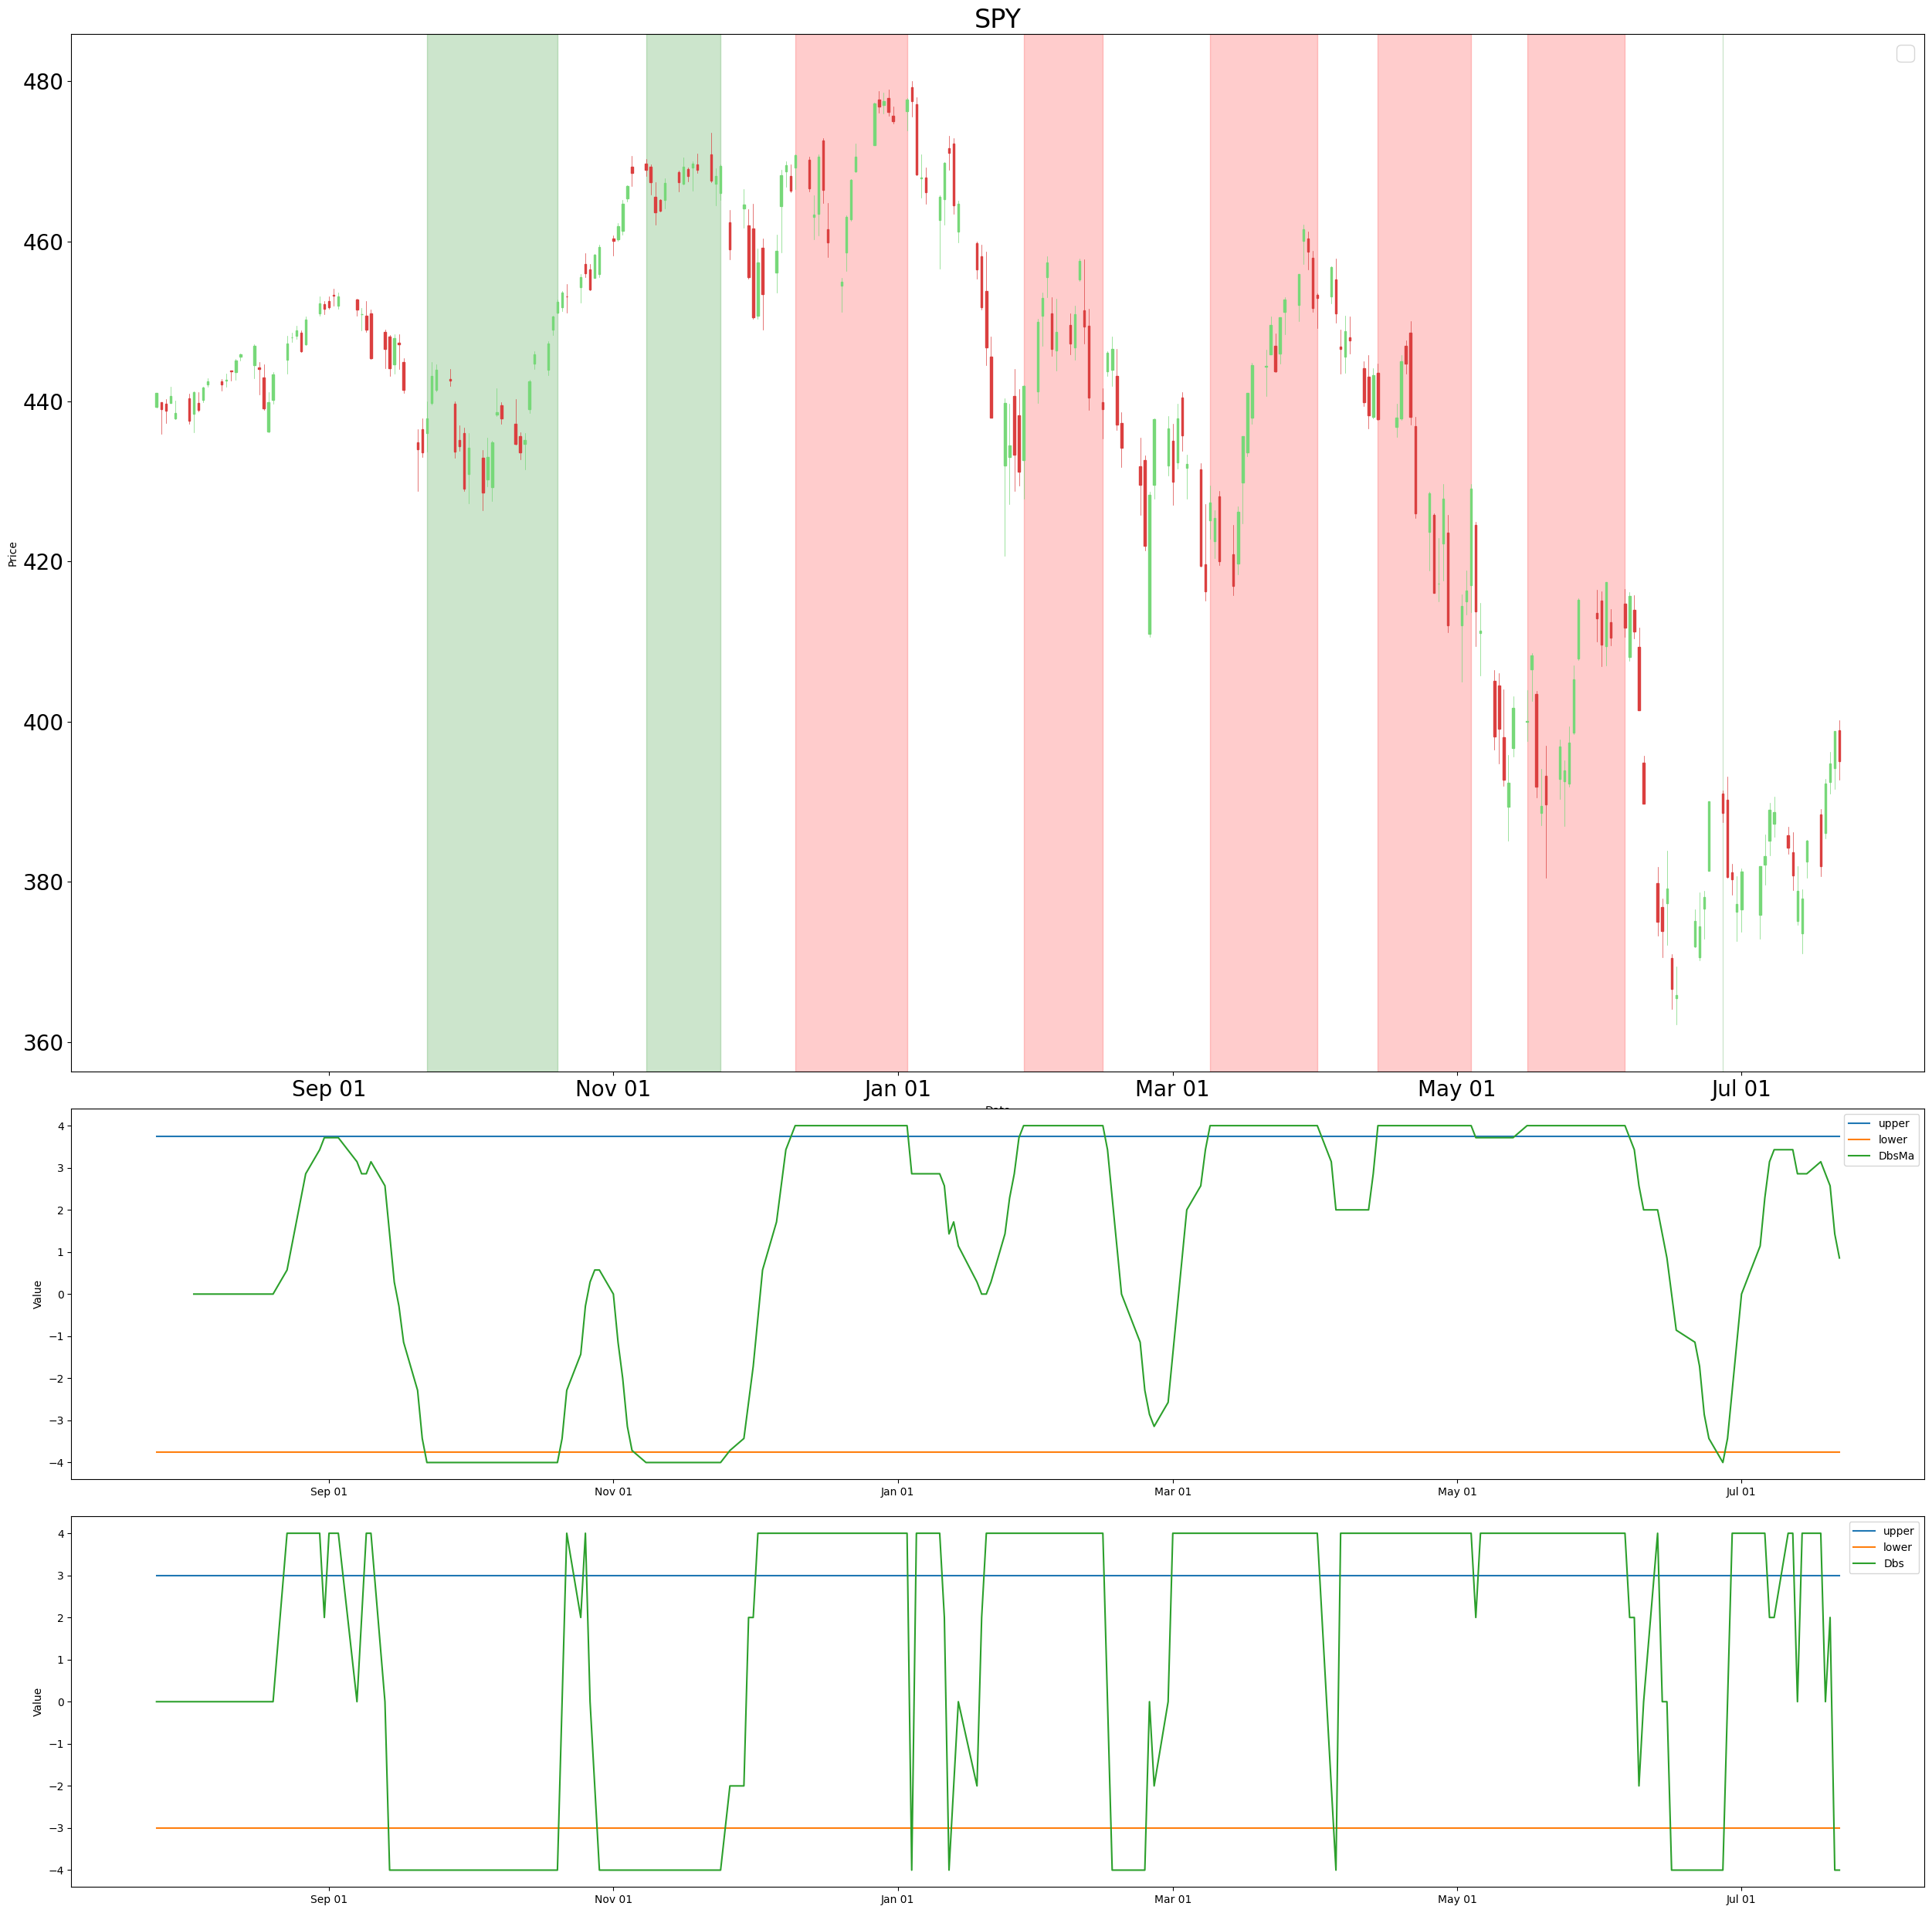 SPY
480
460
440
420
400
380
360
Price
Sep 01
Nov 01
Jan 01
Mar 01
May 01
Jul 01
4
3
2
1
0
−1
−2
−3
−4
Value
upper
lower
DbsMa
Sep 01
Nov 01
Jan 01
Mar 01
May 01
Jul 01
4
3
2
1
0
−1
−2
−3
−4
Value
upper
lower
Dbs
Sep 01
Nov 01
Jan 01
Mar 01
May 01
Jul 01